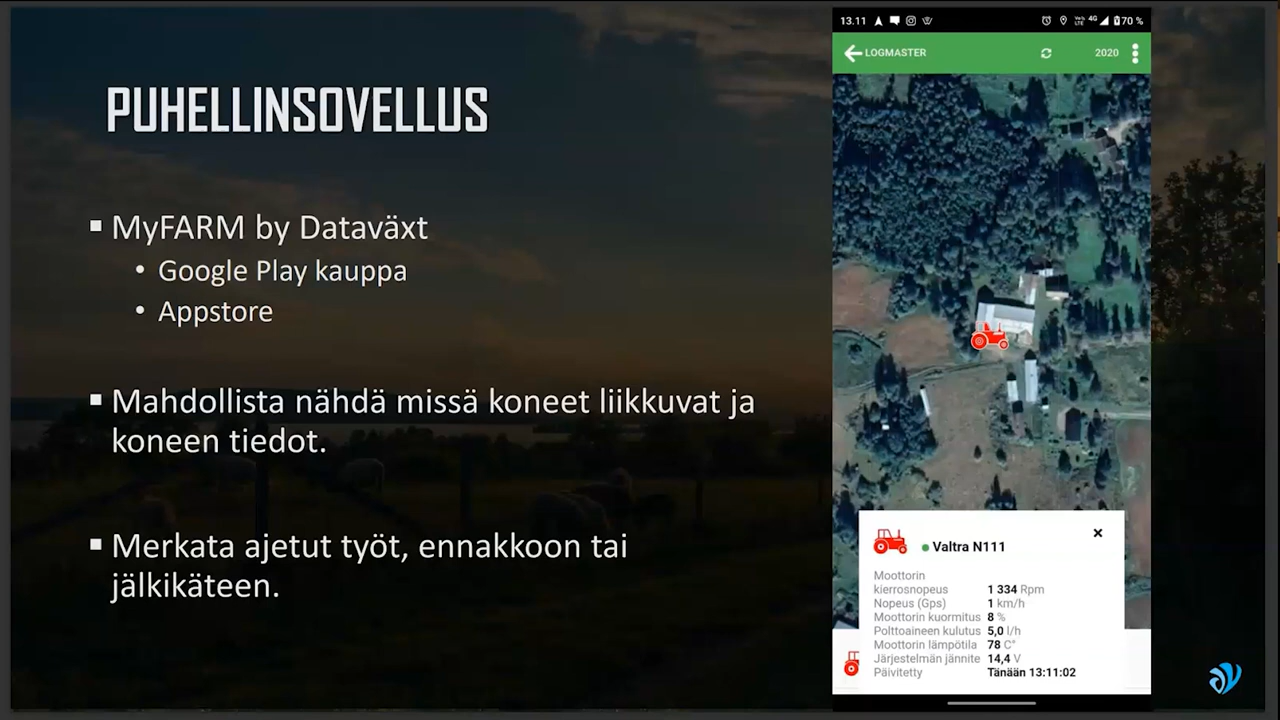 PUHELLINSOVELLUS
▪ MyFARM by Dataväxt
• Google Play kauppa
• Appstore
▪ Mahdollista nähdä missä koneet liikkuvat ja
koneen tiedot.
▪ Merkata ajetut työt, ennakkoon tai
jälkikäteen.
13.11
4G 70 %
LOGMASTER 2020
Valtra N111
Moottorin
kierrosnopeus 1 334 Rpm
Nopeus (Gps) 1 km/h
Moottorin kuormitus 8 %
Polttoaineen kulutus 5,0 l/h
Moottorin lämpötila 78 C°
Järjestelmän jännite 14,4 V
Päivitetty Tänään 13:11:02